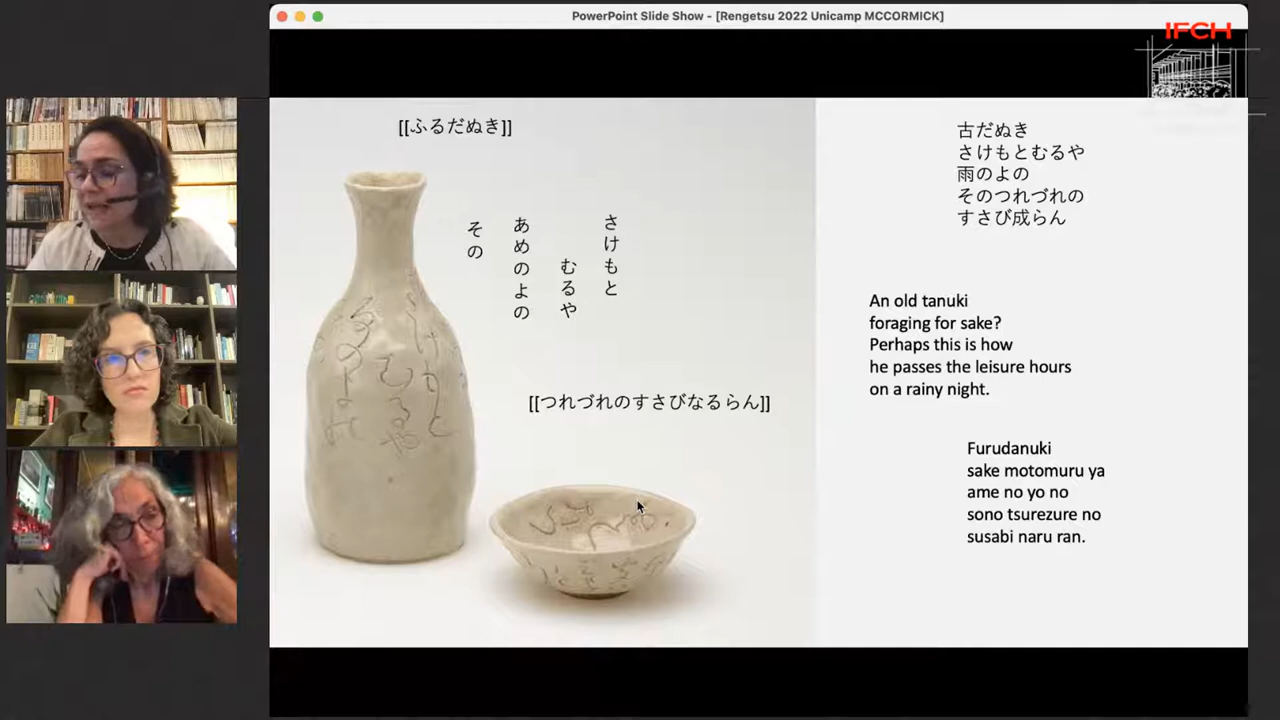 PowerPoint Slide Show - [Rengetsu 2022 Unicamp MCCORMICK]
IFCH
[[ふるだぬき]]
さけもと
むるや
あめのよの
その
[[つれづれのすさびなるらん]]
古だぬき
さけもとむるや
雨のよの
そのつれづれの
すさび成らん
An old tanuki
foraging for sake?
Perhaps this is how
he passes the leisure hours
on a rainy night.
Furudanuki
sake motomuru ya
ame no yo no
sono tsurezure no
susabi naru ran.